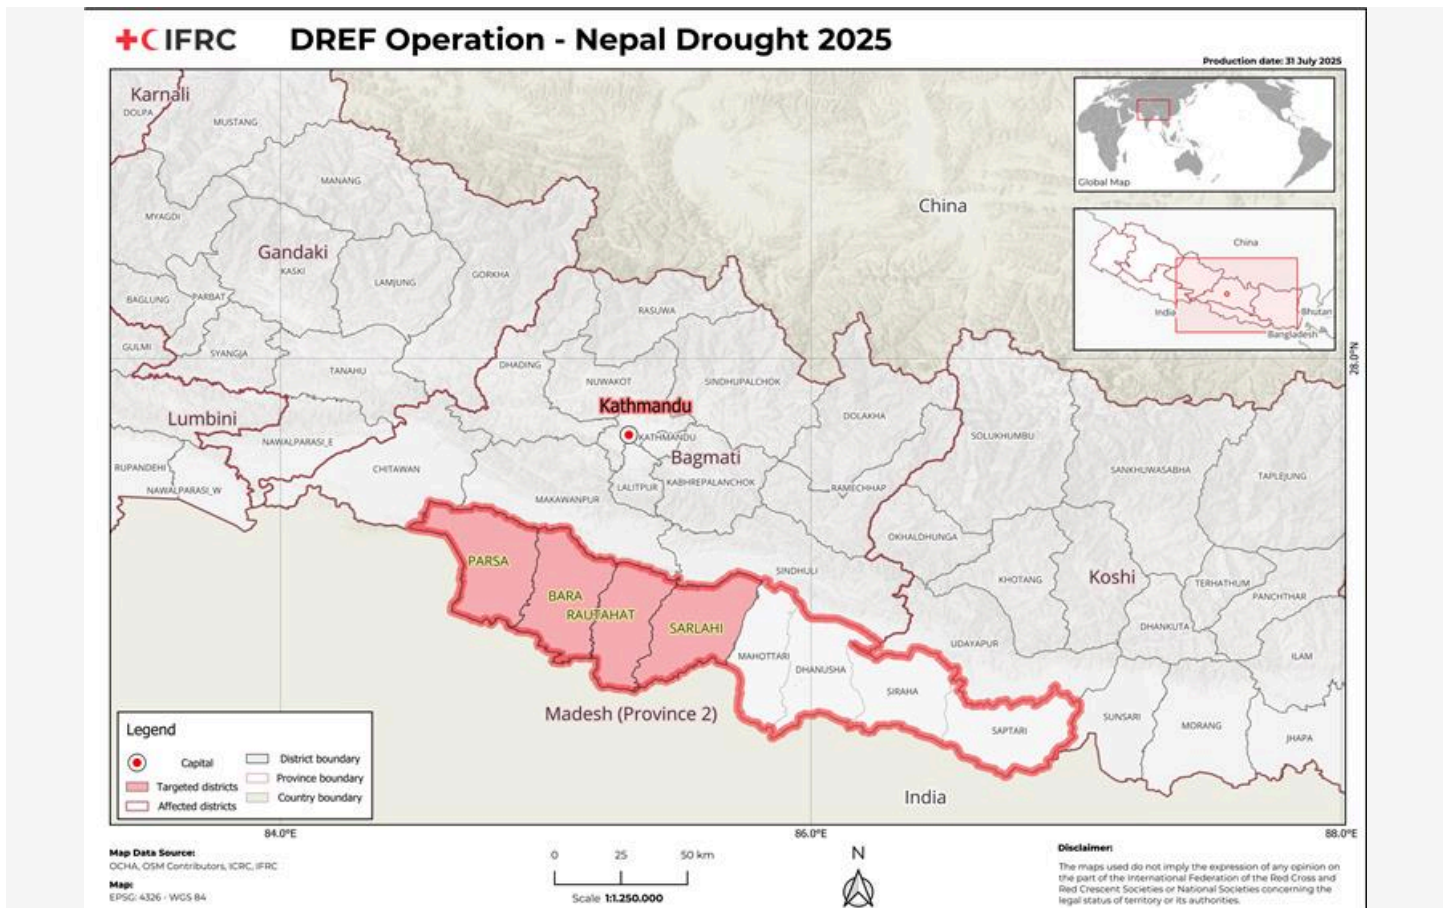 IFRC DREF Operation - Nepal Drought 2025
Production date: 31 July 2025
Karnali
DOLPA
MUSTANG
MANANG
MYAGDI
Gandaki
KASKI
LAMJUNG
GORKHA
BAGLUNG
PARBAT
GULMI
SYANGJA
TANAHU
Lumbini
NAWALPARASI_E
RUPANDEHI
NAWALPARASI_W
CHITAWAN
DHADING
RASUWA
NUWAKOT
SINDHUPALCHOK
Kathmandu
KATHMANDU
Bagmati
LALITPUR
KABHREPALANCHOK
MAKAWANPUR
DOLAKHA
RAMECHHAP
SINDHULI
China
Global Map
China
India
Bhutan
Bangladesh
28.0°N
SOLUKHUMBU
SANKHUWASABHA
TAPLEJUNG
OKHALDHUNGA
KHOTANG
Koshi
TERHATHUM
PANCHTHAR
DHANKUTA
UDAYAPUR
ILAM
PARSA
BARA
RAUTAHAT
SARLAHI
MAHOTTARI
DHANUSHA
SIRAHA
SAPTARI
SUNSARI
MORANG
JHAPA
Madesh (Province 2)
India
Legend
Capital
Targeted districts
Affected districts
District boundary
Province boundary
Country boundary
84.0°E
86.0°E
88.0°E
Map Data Source:
OCHA, OSM Contributors, ICRC, IFRC
Map:
EPSG: 4326 - WGS 84
0 25 50 km
Scale 1:1.250.000
N
Disclaimer:
The maps used do not imply the expression of any opinion on
the part of the International Federation of the Red Cross and
Red Crescent Societies or National Societies concerning the
legal status of territory or its authorities.